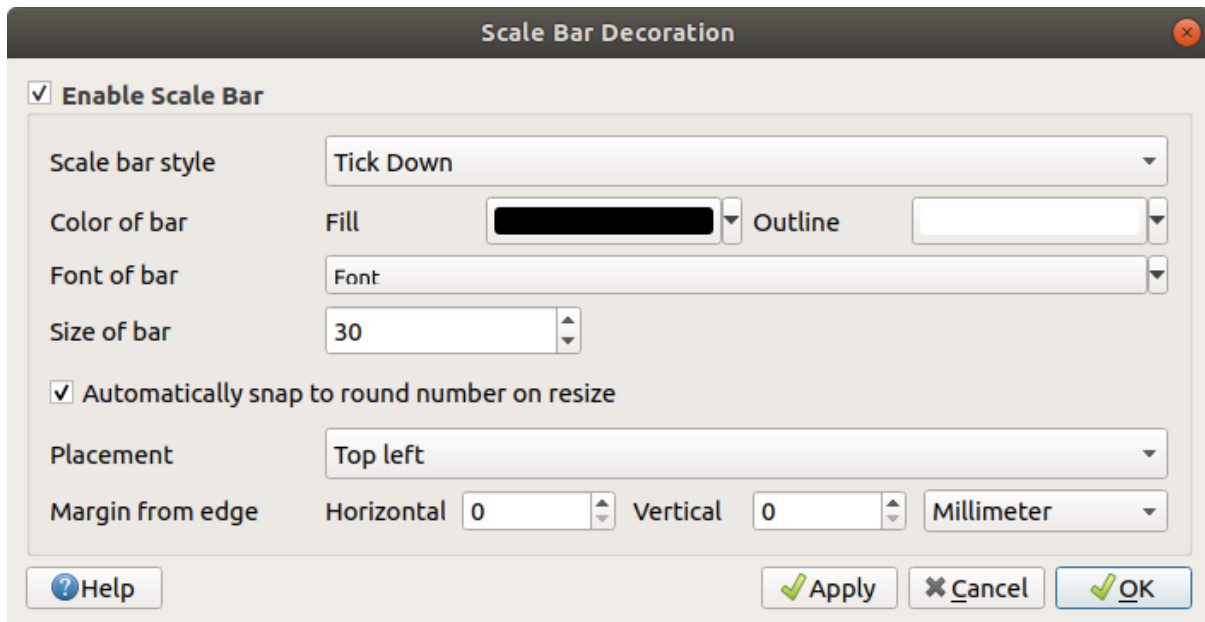 Scale Bar Decoration
Enable Scale Bar
Scale bar style Tick Down
Color of bar Fill Outline
Font of bar Font
Size of bar 30
Automatically snap to round number on resize
Placement Top left
Margin from edge Horizontal 0 Vertical 0 Millimeter
Help Apply Cancel OK